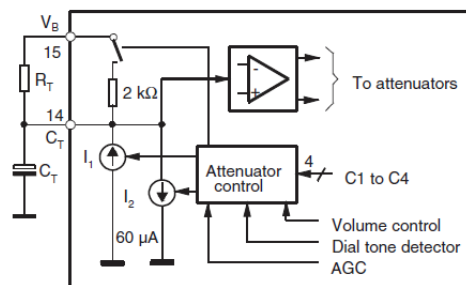 V_B
15
R_T
2 kΩ
-
+
To attenuators
14
C_T
I_1
C_T
Attenuator
control
4
C1 to C4
I_2
60 µA
Volume control
Dial tone detector
AGC